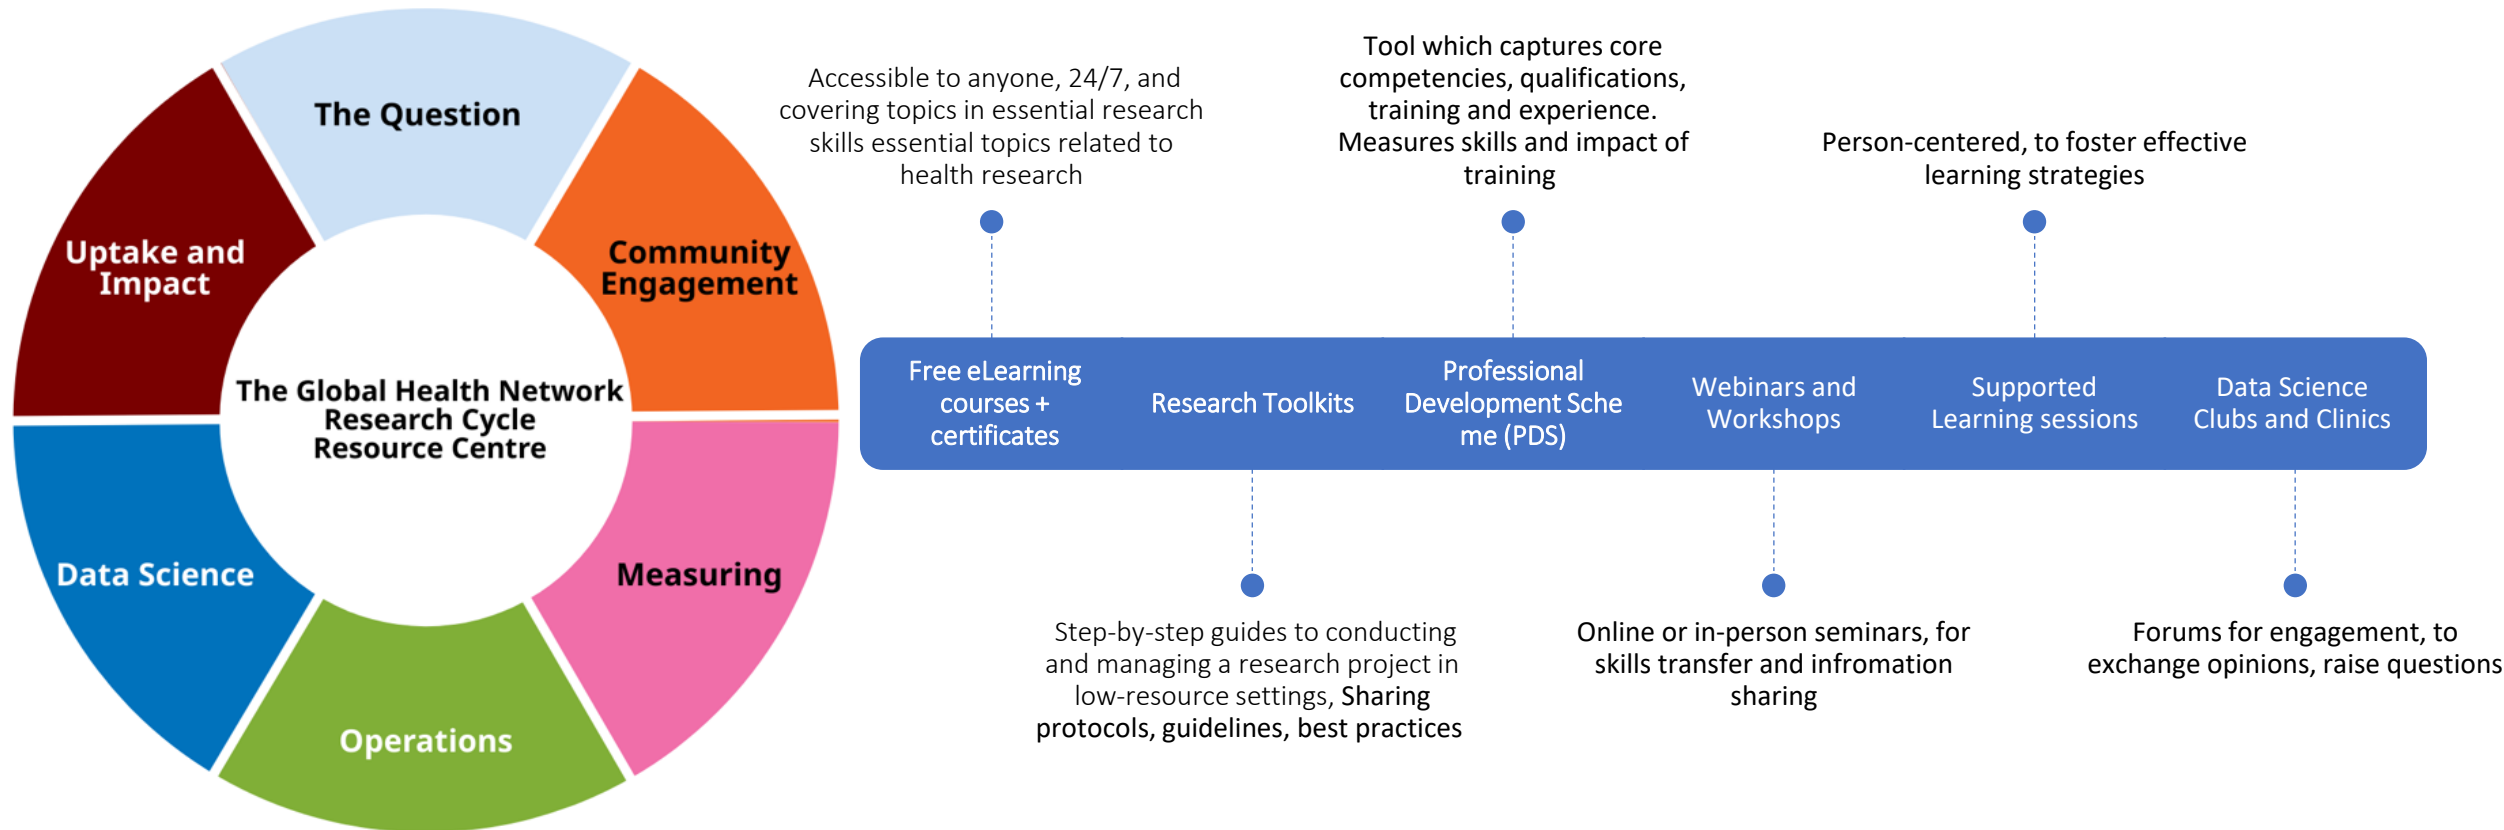 The Question
Community
Engagement
Measuring
Operations
Data Science
Uptake and
Impact
The Global Health Network
Research Cycle
Resource Centre
Accessible to anyone, 24/7, and
covering topics in essential research
skills essential topics related to
health research
Tool which captures core
competencies, qualifications,
training and experience.
Measures skills and impact of
training
Person-centered, to foster effective
learning strategies
Free eLearning
courses +
certificates
Research Toolkits
Professional
Development Sche
me (PDS)
Webinars and
Workshops
Supported
Learning sessions
Data Science
Clubs and Clinics
Step-by-step guides to conducting
and managing a research project in
low-resource settings, Sharing
protocols, guidelines, best practices
Online or in-person seminars, for
skills transfer and infromation
sharing
Forums for engagement, to
exchange opinions, raise questions